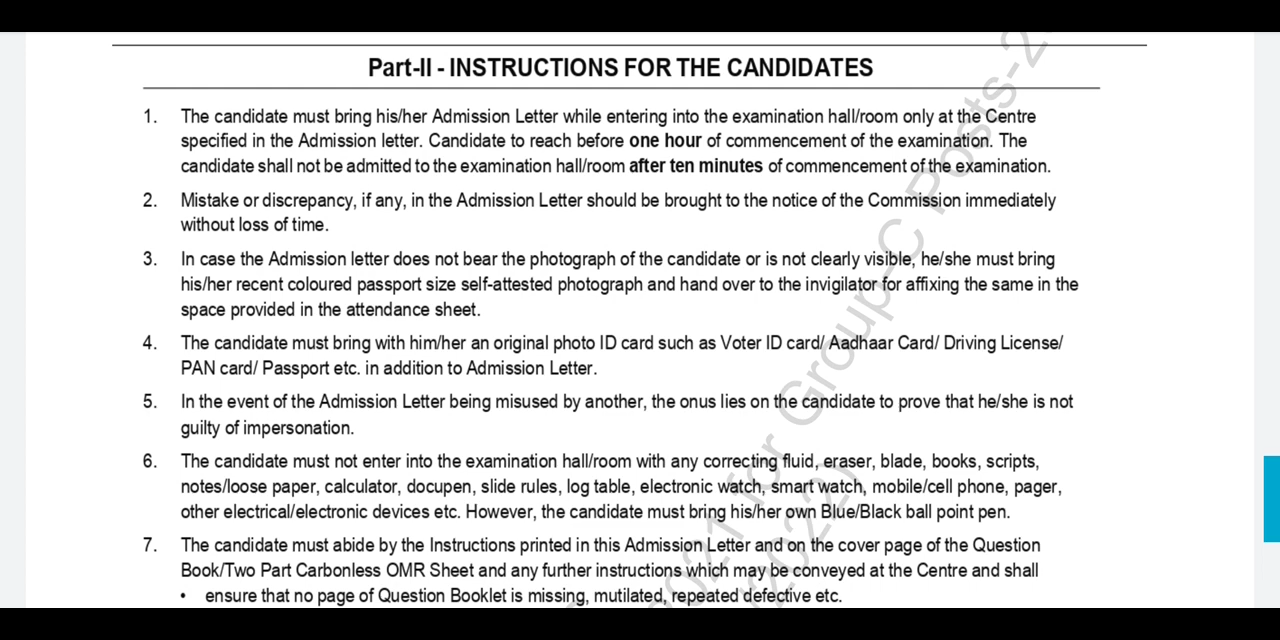 Part-II - INSTRUCTIONS FOR THE CANDIDATES
1. The candidate must bring his/her Admission Letter while entering into the examination hall/room only at the Centre
specified in the Admission letter. Candidate to reach before one hour of commencement of the examination. The
candidate shall not be admitted to the examination hall/room after ten minutes of commencement of the examination.
2. Mistake or discrepancy, if any, in the Admission Letter should be brought to the notice of the Commission immediately
without loss of time.
3. In case the Admission letter does not bear the photograph of the candidate or is not clearly visible, he/she must bring
his/her recent coloured passport size self-attested photograph and hand over to the invigilator for affixing the same in the
space provided in the attendance sheet.
4. The candidate must bring with him/her an original photo ID card such as Voter ID card/ Aadhaar Card/ Driving License/
PAN card/ Passport etc. in addition to Admission Letter.
5. In the event of the Admission Letter being misused by another, the onus lies on the candidate to prove that he/she is not
guilty of impersonation.
6. The candidate must not enter into the examination hall/room with any correcting fluid, eraser, blade, books, scripts,
notes/loose paper, calculator, docupen, slide rules, log table, electronic watch, smart watch, mobile/cell phone, pager,
other electrical/electronic devices etc. However, the candidate must bring his/her own Blue/Black ball point pen.
7. The candidate must abide by the Instructions printed in this Admission Letter and on the cover page of the Question
Book/Two Part Carbonless OMR Sheet and any further instructions which may be conveyed at the Centre and shall
• ensure that no page of Question Booklet is missing, mutilated, repeated defective etc.
for Group-C Posts-2
2022)